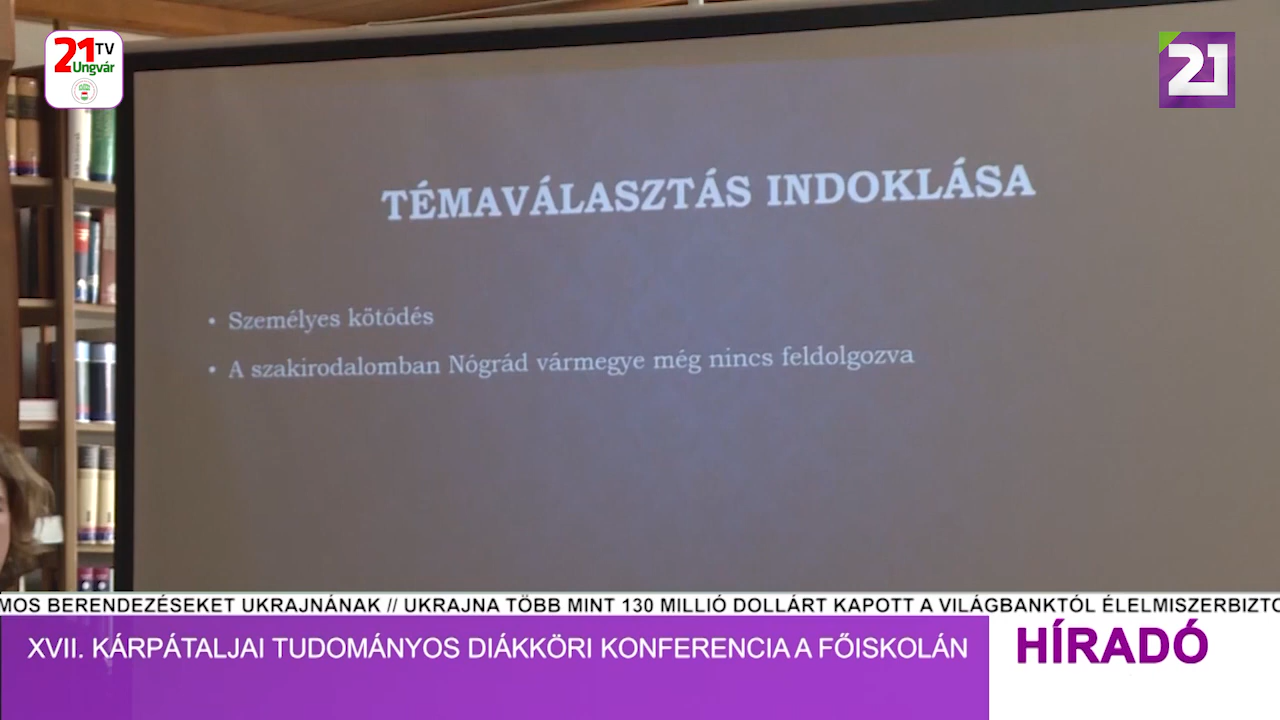 21 TV
Ungvár
21
TÉMAVÁLASZTÁS INDOKLÁSA
• Személyes kötődés
• A szakirodalomban Nógrád vármegye még nincs feldolgozva
MOS BERENDEZÉSEKET UKRAJNÁNAK // UKRAJNA TÖBB MINT 130 MILLIÓ DOLLÁRT KAPOTT A VILÁGBANKTÓL ÉLELMISZERBIZTO
XVII. KÁRPÁTALJAI TUDOMÁNYOS DIÁKKÖRI KONFERENCIA A FŐISKOLÁN
HÍRADÓ